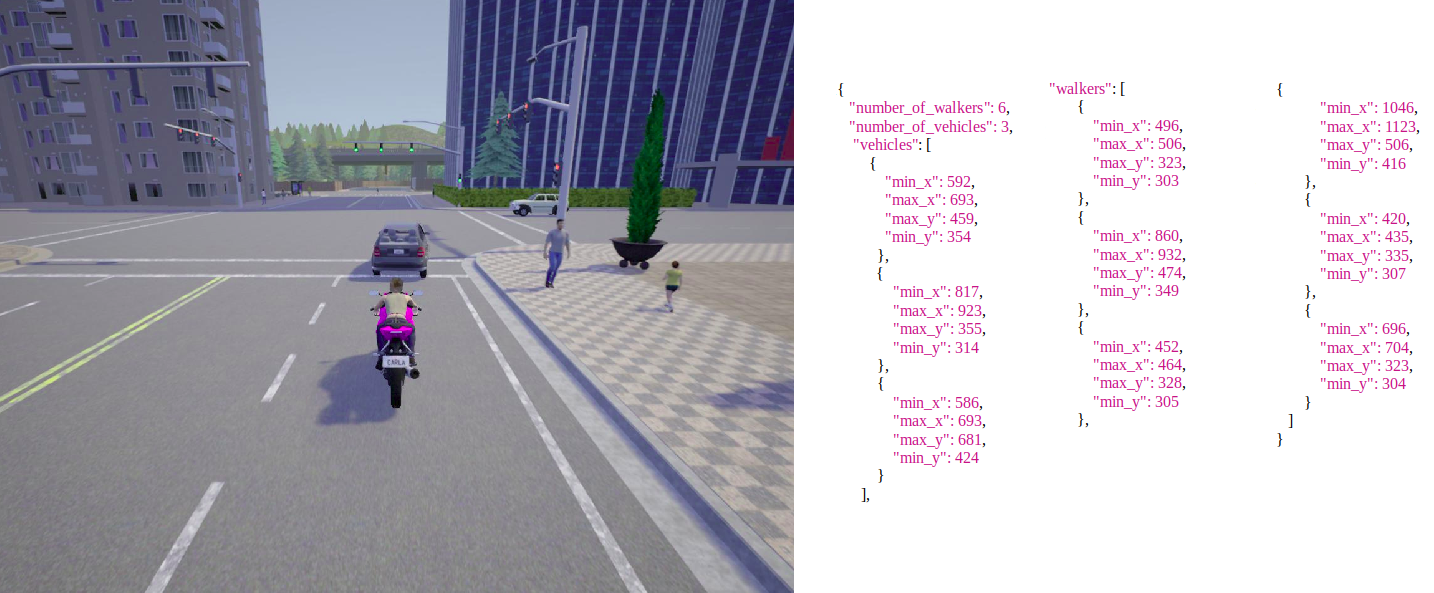 CARLA
{
"number_of_walkers": 6,
"number_of_vehicles": 3,
"vehicles": [
{
"min_x": 592,
"max_x": 693,
"max_y": 459,
"min_y": 354
},
{
"min_x": 817,
"max_x": 923,
"max_y": 355,
"min_y": 314
},
{
"min_x": 586,
"max_x": 693,
"max_y": 681,
"min_y": 424
}
],
"walkers": [
{
"min_x": 496,
"max_x": 506,
"max_y": 323,
"min_y": 303
},
{
"min_x": 860,
"max_x": 932,
"max_y": 474,
"min_y": 349
},
{
"min_x": 452,
"max_x": 464,
"max_y": 328,
"min_y": 305
},
{
"min_x": 1046,
"max_x": 1123,
"max_y": 506,
"min_y": 416
},
{
"min_x": 420,
"max_x": 435,
"max_y": 335,
"min_y": 307
},
{
"min_x": 696,
"max_x": 704,
"max_y": 323,
"min_y": 304
}
]
}